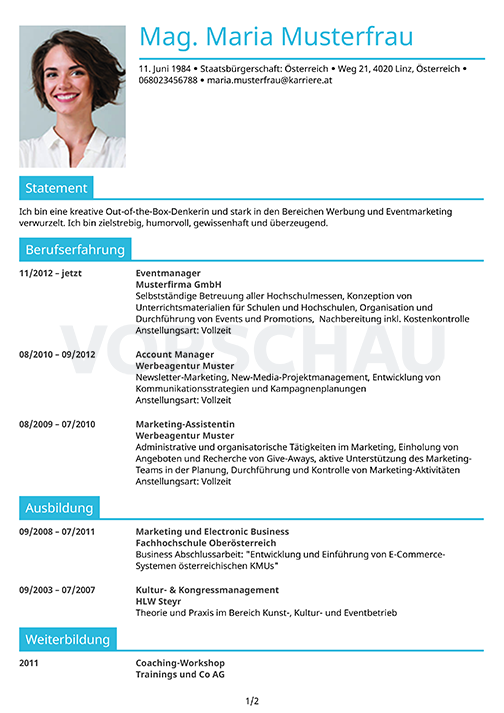 Mag. Maria Musterfrau
11. Juni 1984 • Staatsbürgerschaft: Österreich • Weg 21, 4020 Linz, Österreich •
068023456788 • maria.musterfrau@karriere.at
Statement
Ich bin eine kreative Out-of-the-Box-Denkerin und stark in den Bereichen Werbung und Eventmarketing
verwurzelt. Ich bin zielstrebig, humorvoll, gewissenhaft und überzeugend.
Berufserfahrung
11/2012 – jetzt Eventmanager
Musterfirma GmbH
Selbstständige Betreuung aller Hochschulmessen, Konzeption von
Unterrichtsmaterialien für Schulen und Hochschulen, Organisation und
Durchführung von Events und Promotions, Nachbereitung inkl. Kostenkontrolle
Anstellungsart: Vollzeit
VORSCHAU
08/2010 – 09/2012 Account Manager
Werbeagentur Muster
Newsletter-Marketing, New-Media-Projektmanagement, Entwicklung von
Kommunikationsstrategien und Kampagnenplanungen
Anstellungsart: Vollzeit
08/2009 – 07/2010 Marketing-Assistentin
Werbeagentur Muster
Administrative und organisatorische Tätigkeiten im Marketing, Einholung von
Angeboten und Recherche von Give-Aways, aktive Unterstützung des Marketing-
Teams in der Planung, Durchführung und Kontrolle von Marketing-Aktivitäten
Anstellungsart: Vollzeit
Ausbildung
09/2008 – 07/2011 Marketing und Electronic Business
Fachhochschule Oberösterreich
Business Abschlussarbeit: "Entwicklung und Einführung von E-Commerce-
Systemen österreichischen KMUs"
09/2003 – 07/2007 Kultur- & Kongressmanagement
HLW Steyr
Theorie und Praxis im Bereich Kunst-, Kultur- und Eventbetrieb
Weiterbildung
2011 Coaching-Workshop
Trainings und Co AG
1/2